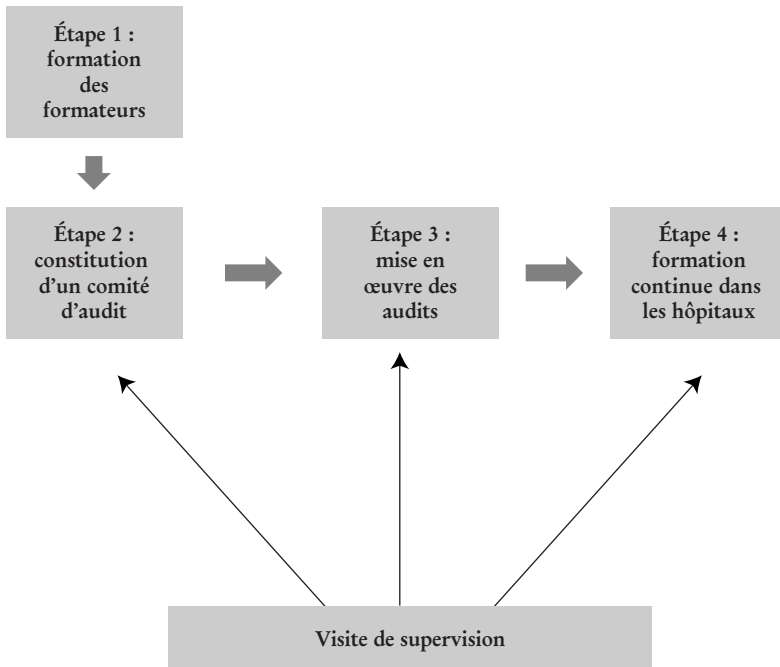 Étape 1 :
formation
des
formateurs
Étape 2 :
constitution
d’un comité
d’audit
Étape 3 :
mise en
œuvre des
audits
Étape 4 :
formation
continue dans
les hôpitaux
Visite de supervision